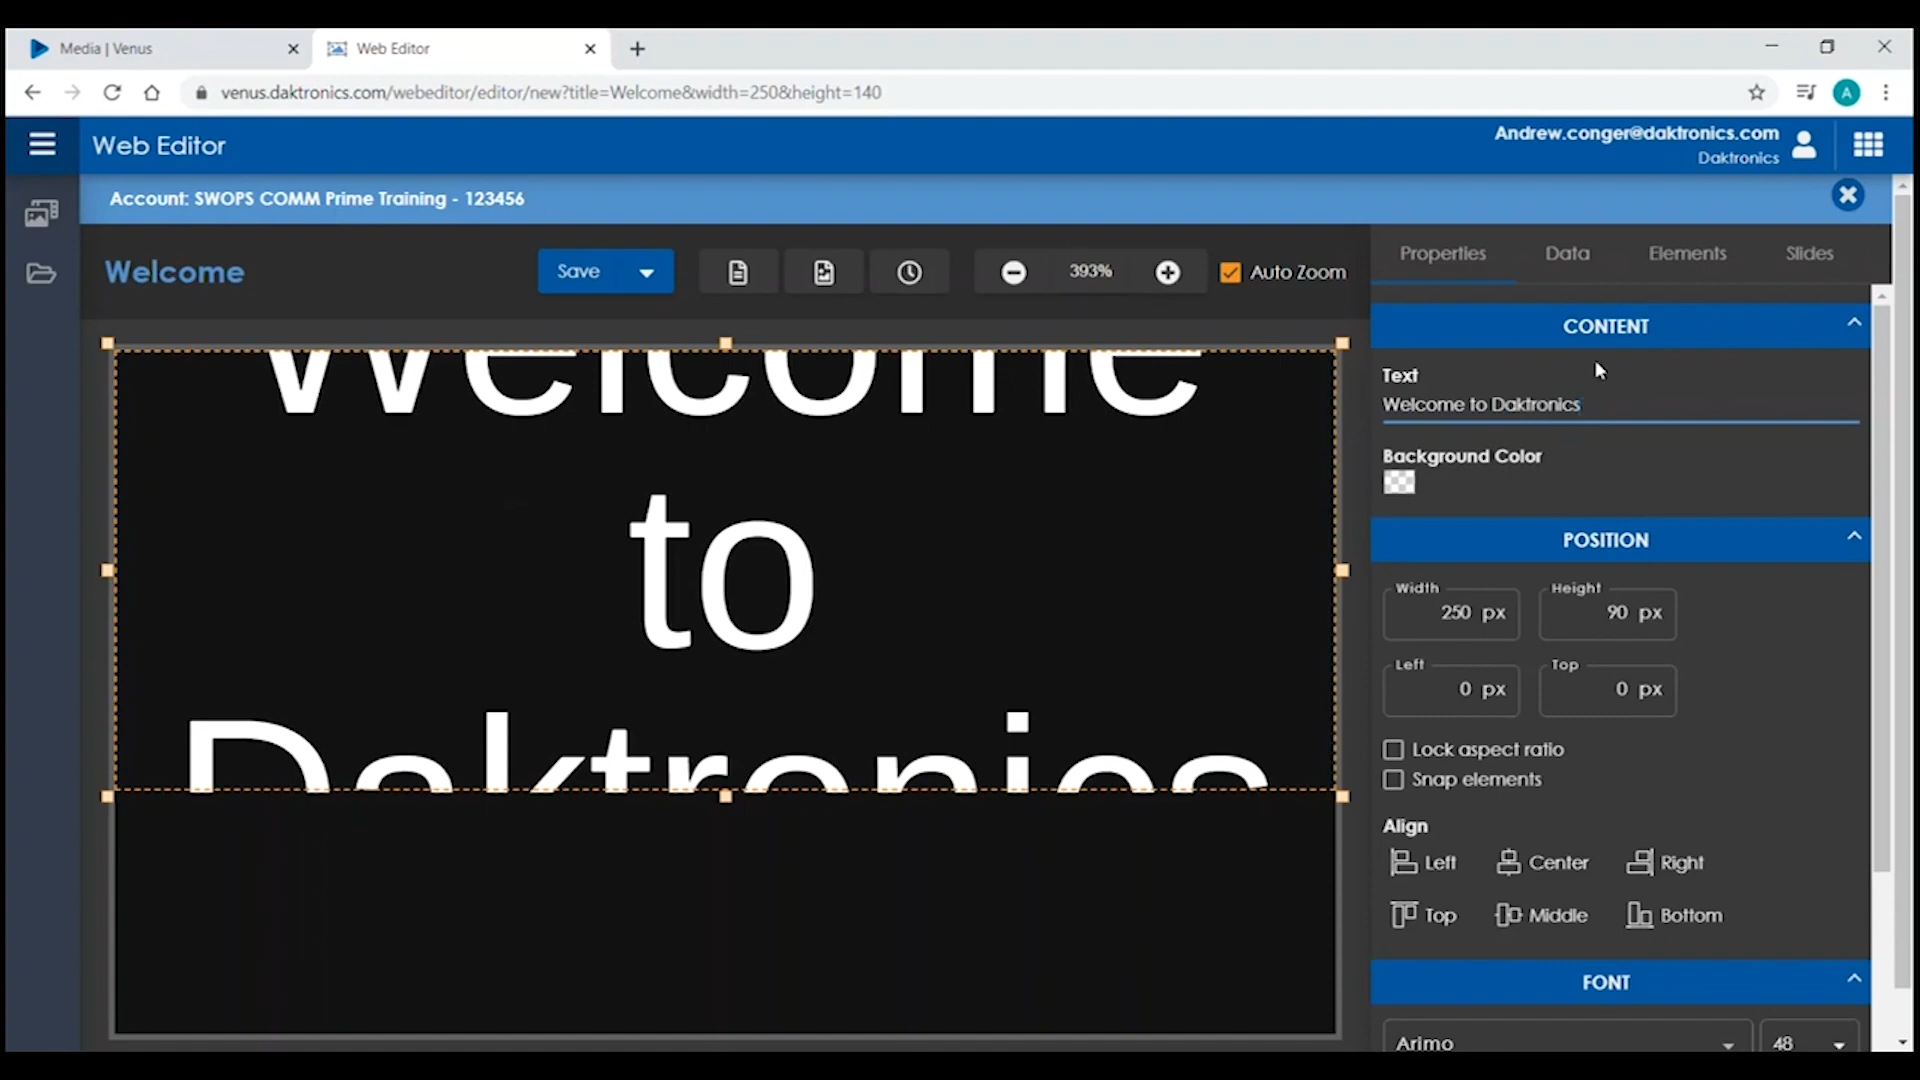 Media | Venus
Web Editor
venus.daktronics.com/webeditor/editor/new?title=Welcome&width=250&height=140
A
Web Editor
Andrew.conger@daktronics.com
Daktronics
Account: SWOPS COMM Prime Training - 123456
Welcome
Save
393%
Auto Zoom
Properties
Data
Elements
Slides
Welcome
to
Daktronics
CONTENT
Text
Welcome to Daktronics
Background Color
POSITION
Width
Height
250 px
90 px
Left
Top
0 px
0 px
Lock aspect ratio
Snap elements
Align
Left
Center
Right
Top
Middle
Bottom
FONT
Arimo
48